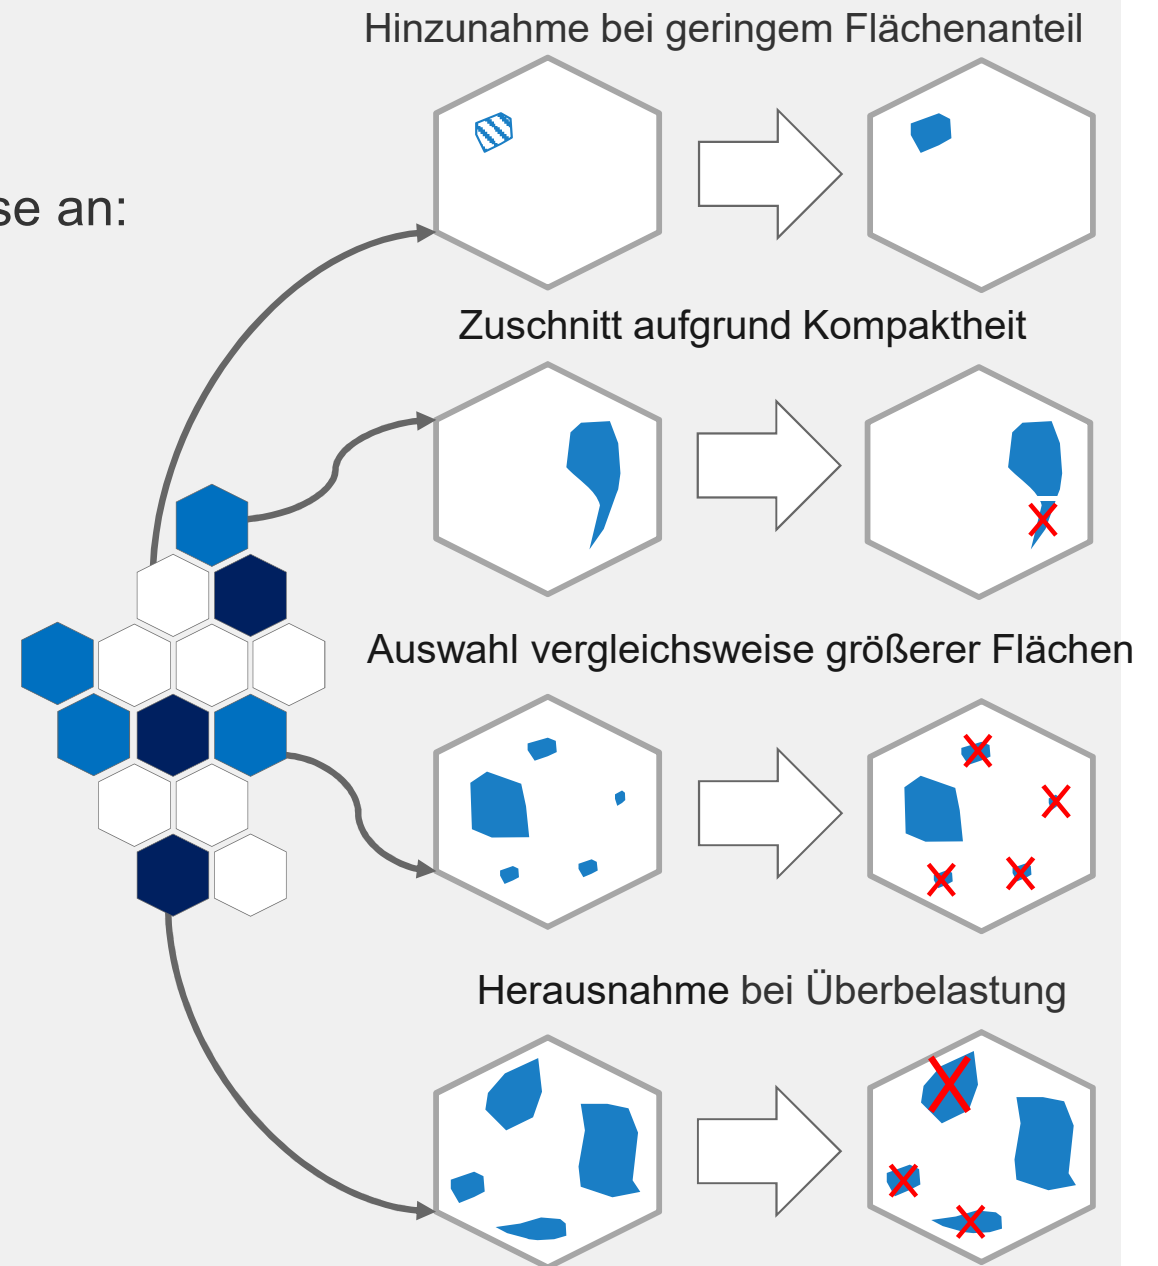 Hinzunahme bei geringem Flächenanteil
se an:
Zuschnitt aufgrund Kompaktheit
Auswahl vergleichsweise größerer Flächen
Herausnahme bei Überbelastung